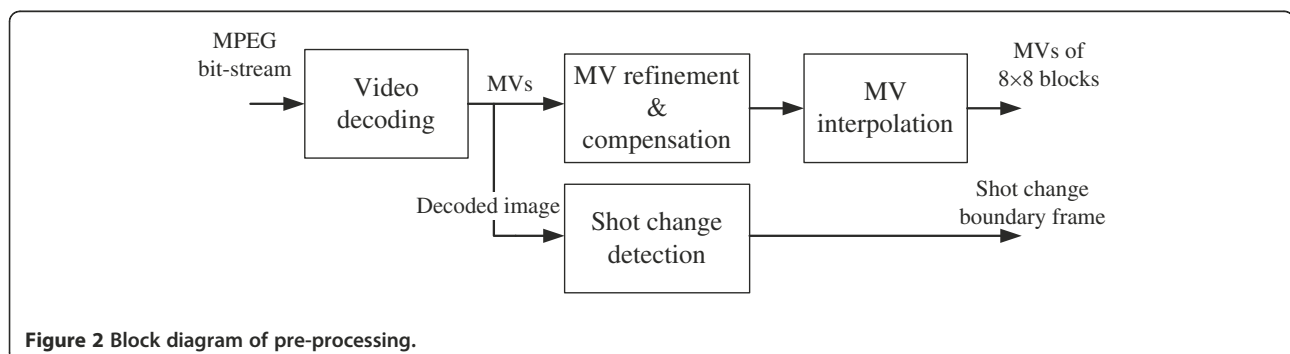 MPEG
bit-stream
Video
decoding
MVs
MV refinement
&
compensation
MV
interpolation
MVs of
8×8 blocks
Decoded image
Shot change
detection
Shot change
boundary frame
Figure 2 Block diagram of pre-processing.